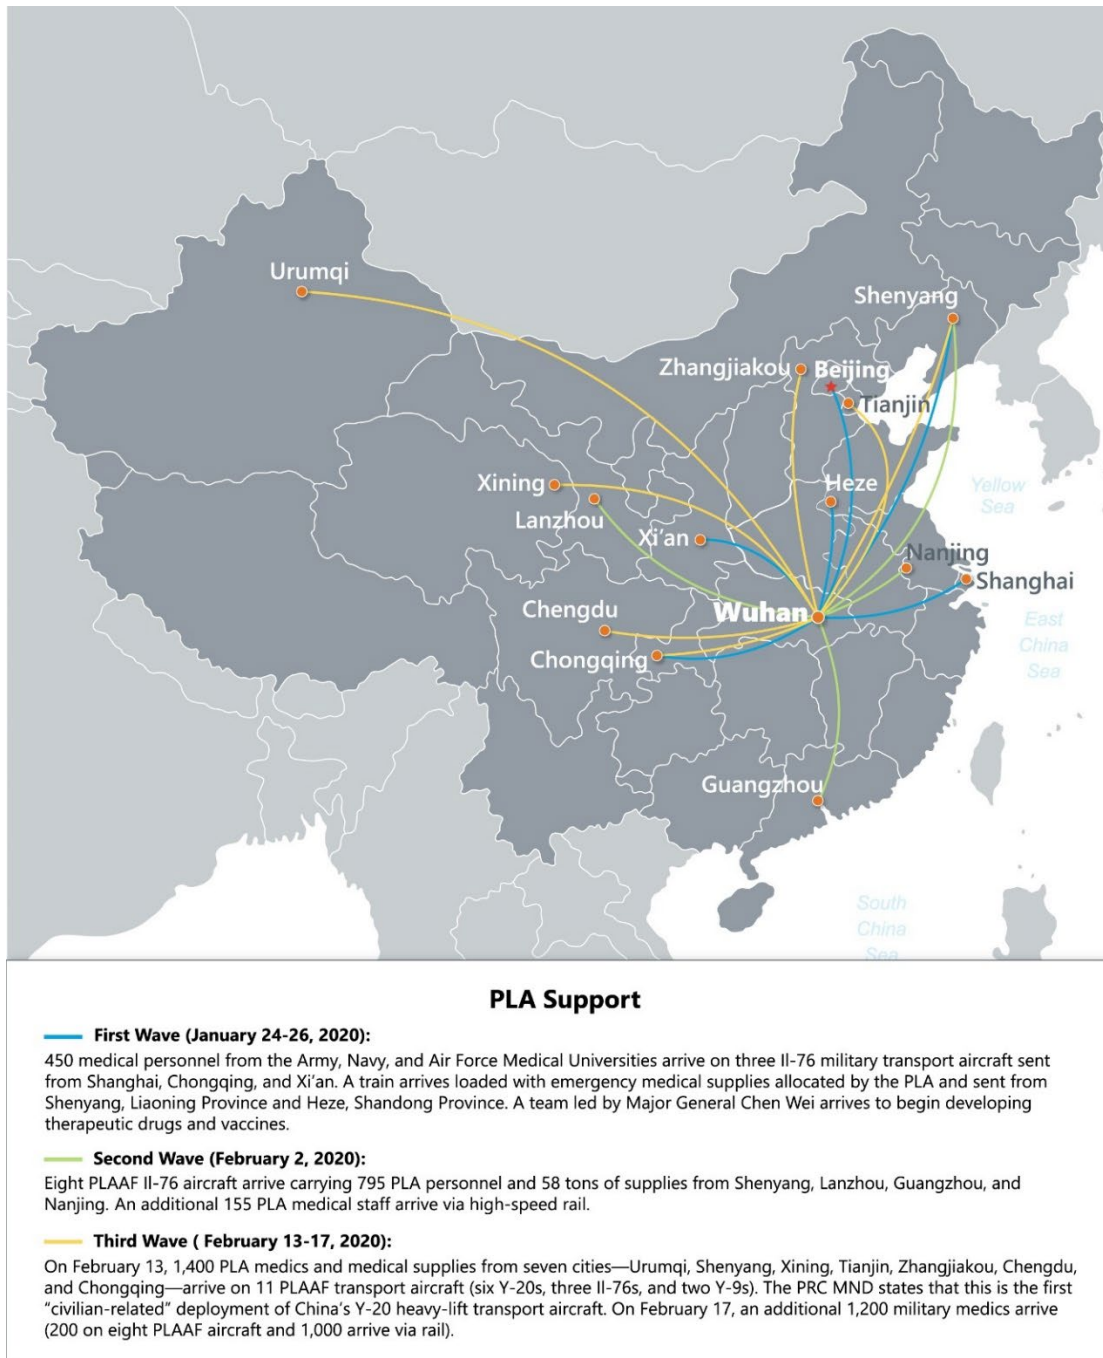 Urumqi
Shenyang
Zhangjiakou
Beijing
Tianjin
Xining
Heze
Lanzhou
Yellow
Sea
Xi'an
Nanjing
Shanghai
Chengdu
Wuhan
East
China
Sea
Chongqing
Guangzhou
South
China
Sea
PLA Support
First Wave (January 24-26, 2020):
450 medical personnel from the Army, Navy, and Air Force Medical Universities arrive on three Il-76 military transport aircraft sent
from Shanghai, Chongqing, and Xi'an. A train arrives loaded with emergency medical supplies allocated by the PLA and sent from
Shenyang, Liaoning Province and Heze, Shandong Province. A team led by Major General Chen Wei arrives to begin developing
therapeutic drugs and vaccines.
Second Wave (February 2, 2020):
Eight PLAAF Il-76 aircraft arrive carrying 795 PLA personnel and 58 tons of supplies from Shenyang, Lanzhou, Guangzhou, and
Nanjing. An additional 155 PLA medical staff arrive via high-speed rail.
Third Wave ( February 13-17, 2020):
On February 13, 1,400 PLA medics and medical supplies from seven cities—Urumqi, Shenyang, Xining, Tianjin, Zhangjiakou, Chengdu,
and Chongqing—arrive on 11 PLAAF transport aircraft (six Y-20s, three Il-76s, and two Y-9s). The PRC MND states that this is the first
"civilian-related" deployment of China's Y-20 heavy-lift transport aircraft. On February 17, an additional 1,200 military medics arrive
(200 on eight PLAAF aircraft and 1,000 arrive via rail).